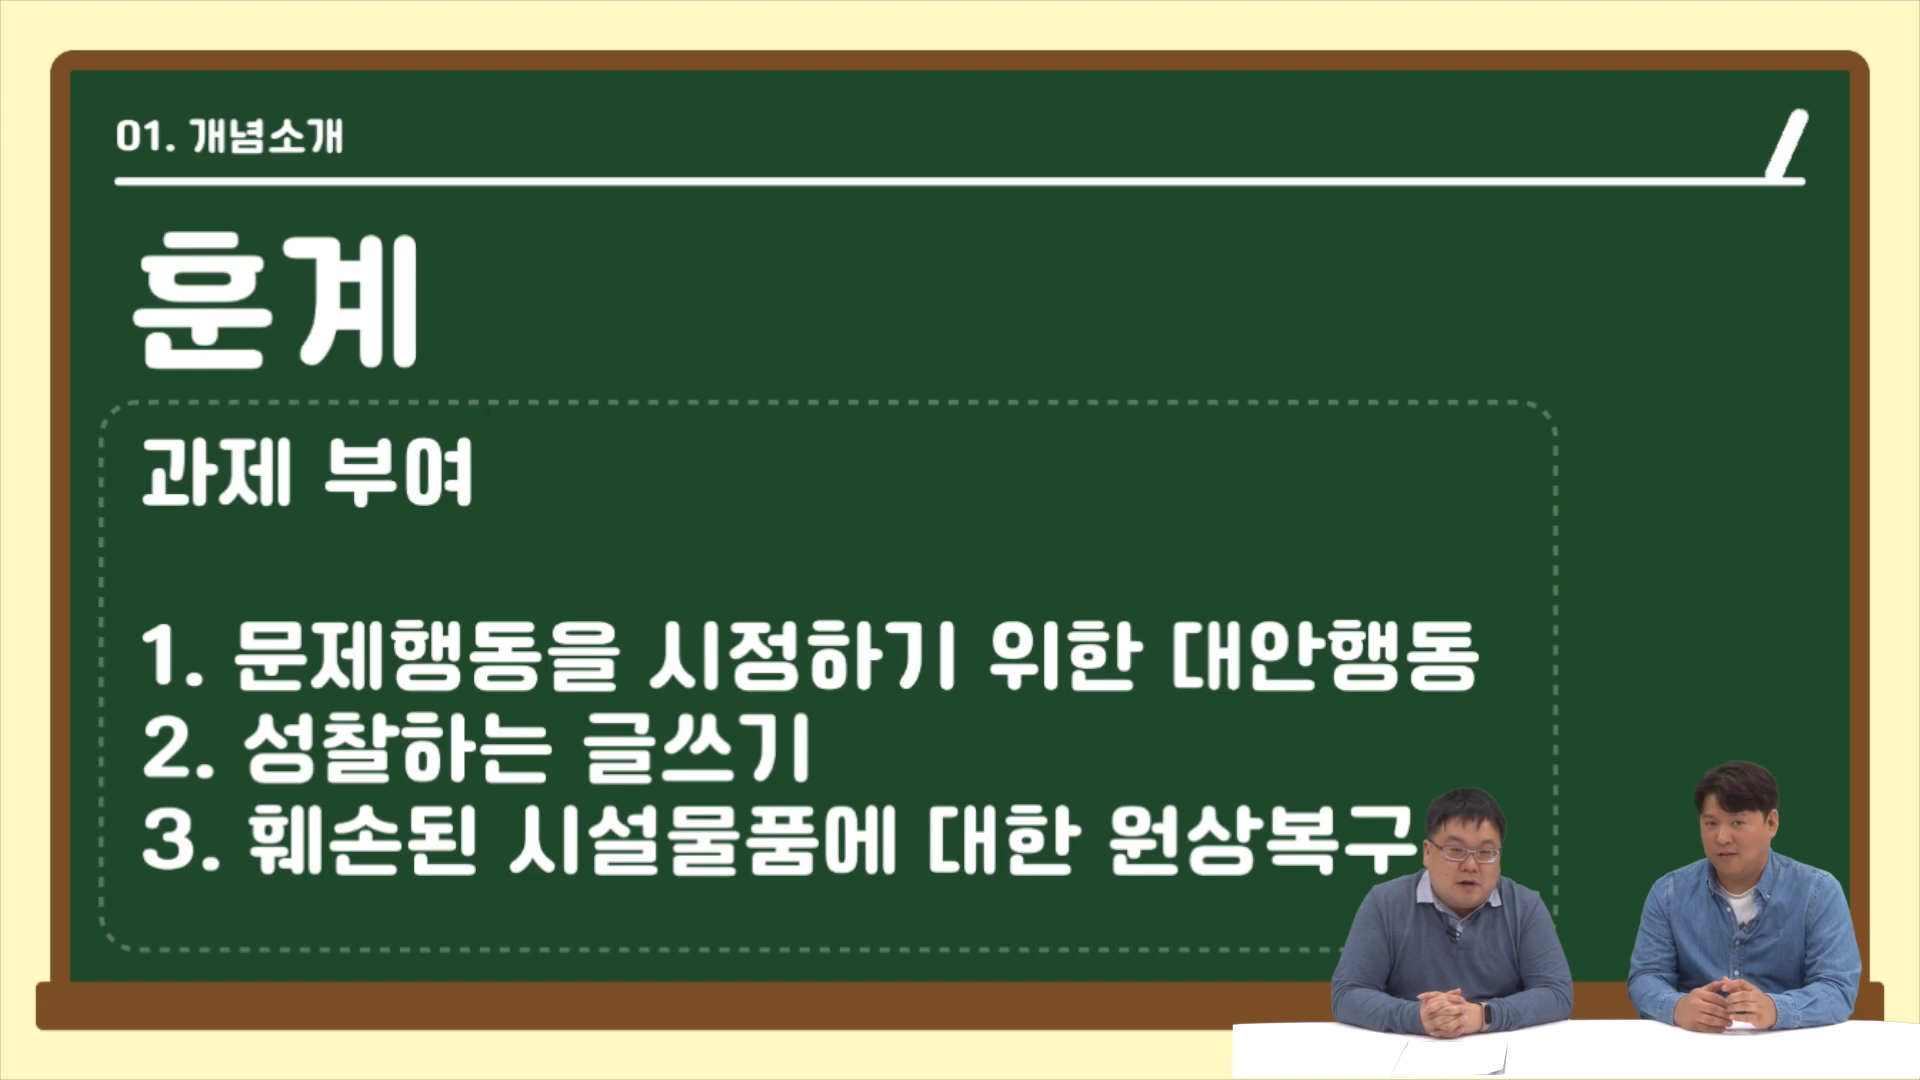 01. 개념소개
훈계
과제 부여
1. 문제행동을 시정하기 위한 대안행동
2. 성찰하는 글쓰기
3. 훼손된 시설물품에 대한 원상복구